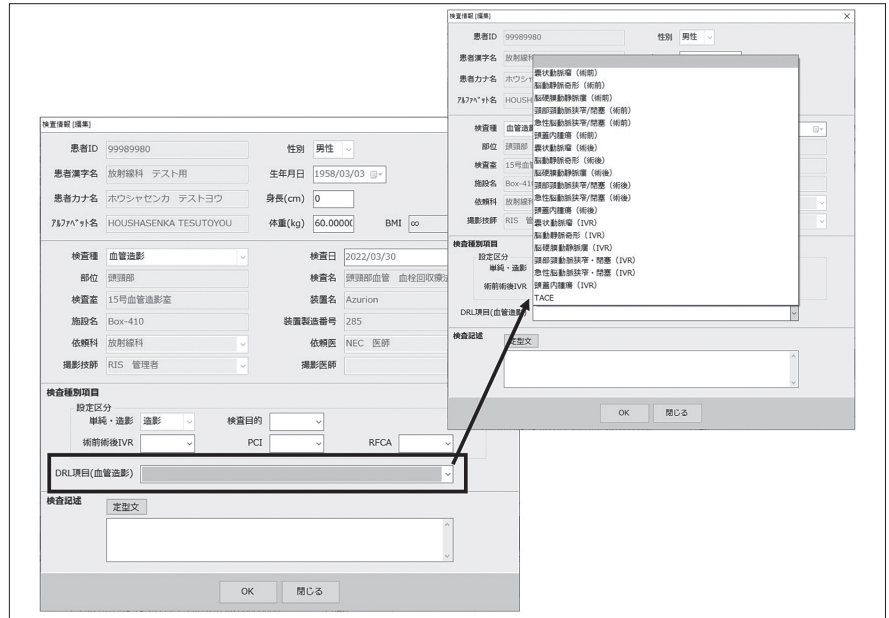 検査情報 [編集]
患者ID 99989980 性別 男性
患者漢字名 放射線科
患者カナ名 ホウシャ
ｱﾙﾌｧﾍﾞｯﾄ名 HOUSH
検査種 血管造影
部位 頭頸部
検査室 15号血管
施設名 Box-41
依頼科 放射線科
撮影技師 RIS 管
嚢状動脈瘤（術前）
脳動静脈奇形（術前）
脳硬膜動静脈瘻（術前）
頸部頸動脈狭窄/閉塞（術前）
急性脳動脈狭窄/閉塞（術前）
頭蓋内腫瘍（術前）
嚢状動脈瘤（術後）
脳動静脈奇形（術後）
脳硬膜動静脈瘻（術後）
頸部頸動脈狭窄/閉塞（術後）
急性脳動脈狭窄/閉塞（術後）
頭蓋内腫瘍（術後）
嚢状動脈瘤（IVR）
脳動静脈奇形（IVR）
脳硬膜動静脈瘻（IVR）
頸部頸動脈狭窄・閉塞（IVR）
急性脳動脈狭窄・閉塞（IVR）
頭蓋内腫瘍（IVR）
TACE
検査種別項目
設定区分
単純・造影
術前術後IVR
DRL項目(血管造影)
検査記述 定型文
OK 閉じる
検査情報 [編集]
患者ID 99989980 性別 男性
患者漢字名 放射線科 テスト用 生年月日 1958/03/03
患者カナ名 ホウシャセンカ テストヨウ 身長(cm) 0
ｱﾙﾌｧﾍﾞｯﾄ名 HOUSHASENKA TESUTOYOU 体重(kg) 60.0000 BMI ∞
検査種 血管造影 検査日 2022/03/30
部位 頭頸部 検査名 頭頸部血管 血栓回収療法
検査室 15号血管造影室 装置名 Azurion
施設名 Box-410 装置製造番号 285
依頼科 放射線科 依頼医 NEC 医師
撮影技師 RIS 管理者 撮影医師
検査種別項目
設定区分
単純・造影 造影 検査目的
術前術後IVR PCI RFCA
DRL項目(血管造影)
検査記述 定型文
OK 閉じる